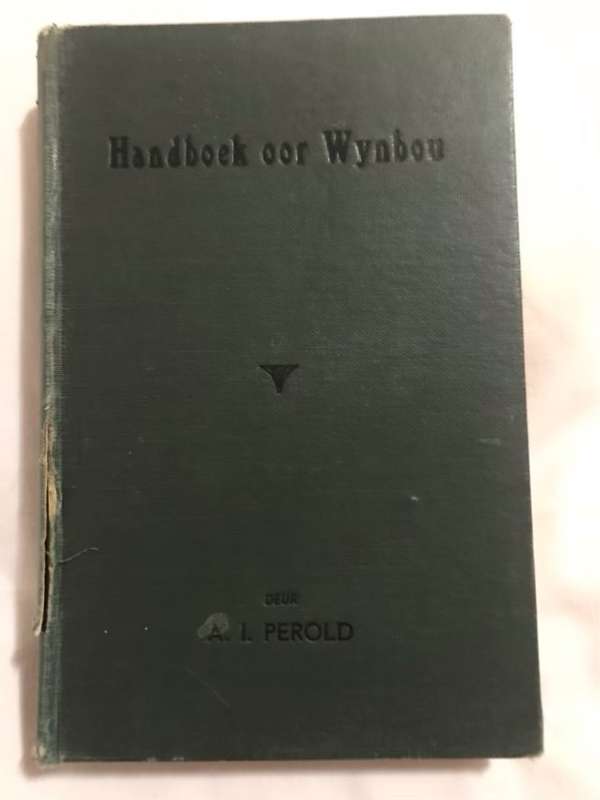 Handboek oor Wynbou
DEUR
A. I. PEROLD